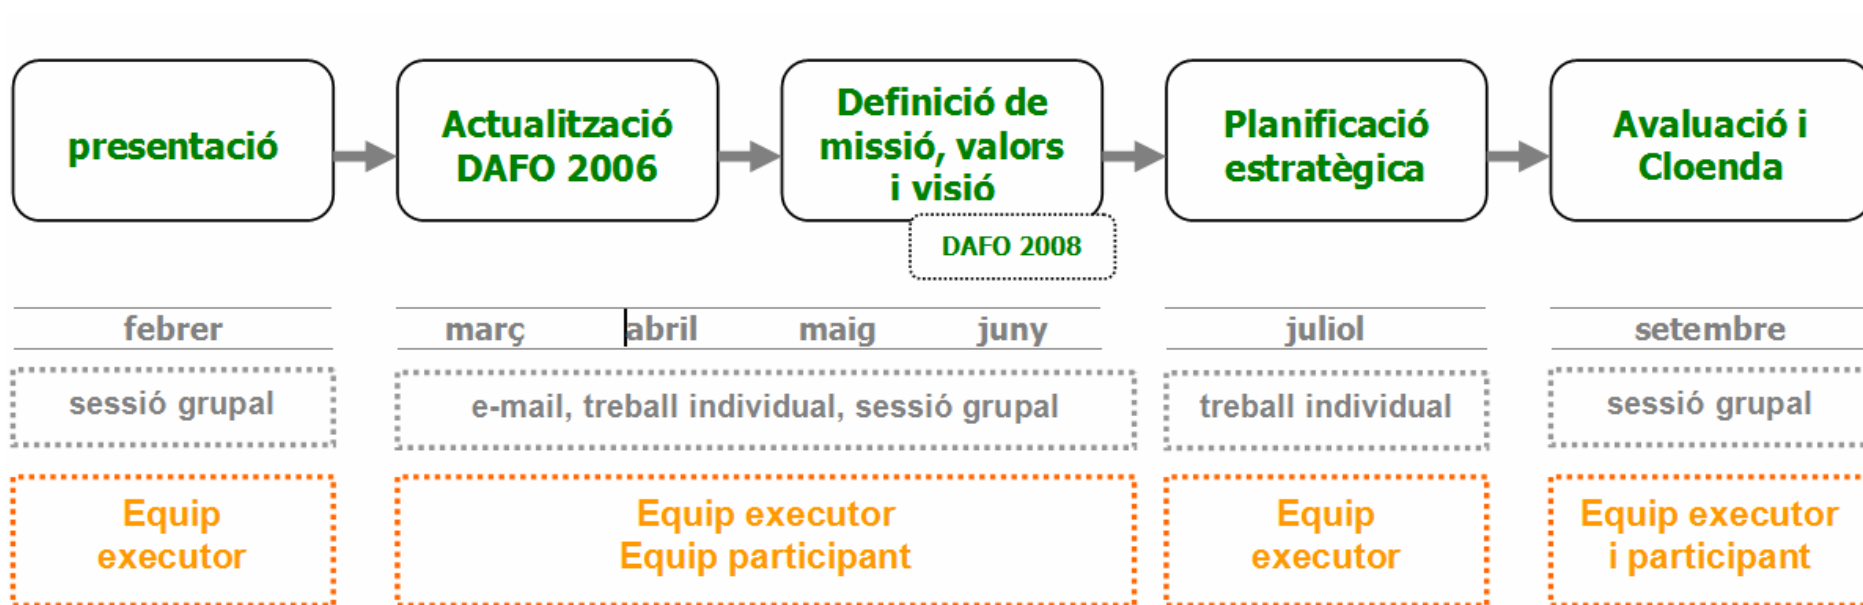 presentació
Actualització
DAFO 2006
Definició de
missió, valors
i visió
DAFO 2008
Planificació
estratègica
Avaluació i
Cloenda
febrer
març abril maig juny
juliol
setembre
sessió grupal
e-mail, treball individual, sessió grupal
treball individual
sessió grupal
Equip
executor
Equip executor
Equip participant
Equip
executor
Equip executor
i participant